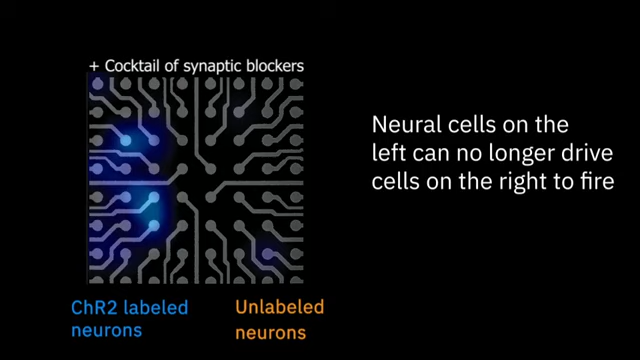 + Cocktail of synaptic blockers
Neural cells on the
left can no longer drive
cells on the right to fire
ChR2 labeled
neurons
Unlabeled
neurons